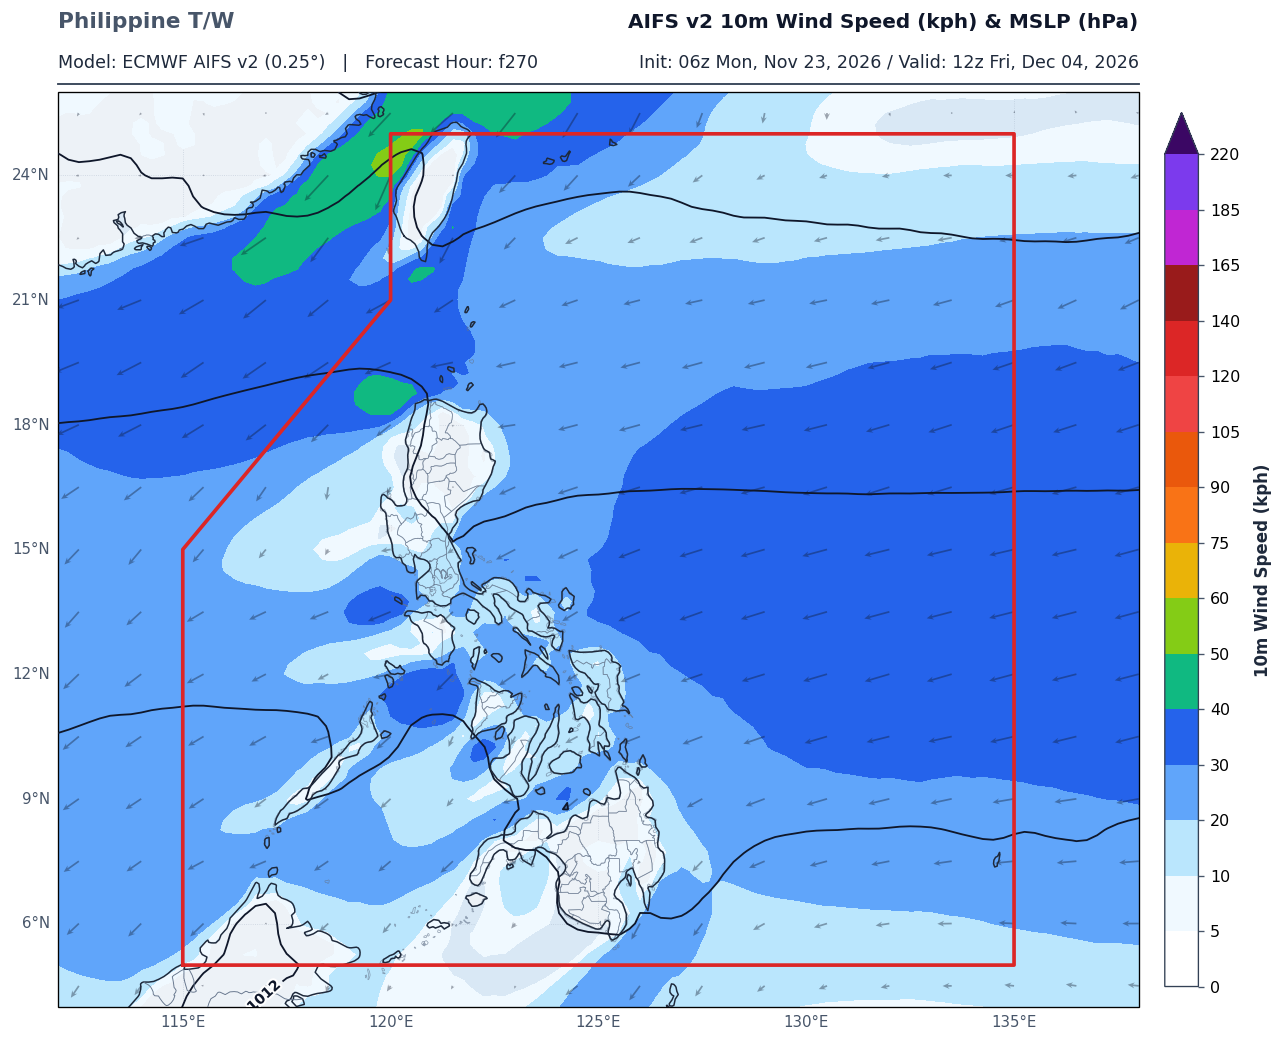 Philippine T/W
AIFS v2 10m Wind Speed (kph) & MSLP (hPa)
Model: ECMWF AIFS v2 (0.25°) | Forecast Hour: f270
Init: 06z Mon, Nov 23, 2026 / Valid: 12z Fri, Dec 04, 2026
24°N
21°N
18°N
15°N
12°N
9°N
6°N
1012
115°E
120°E
125°E
130°E
135°E
220
185
165
140
120
105
90
75
60
50
40
30
20
10
5
0
10m Wind Speed (kph)